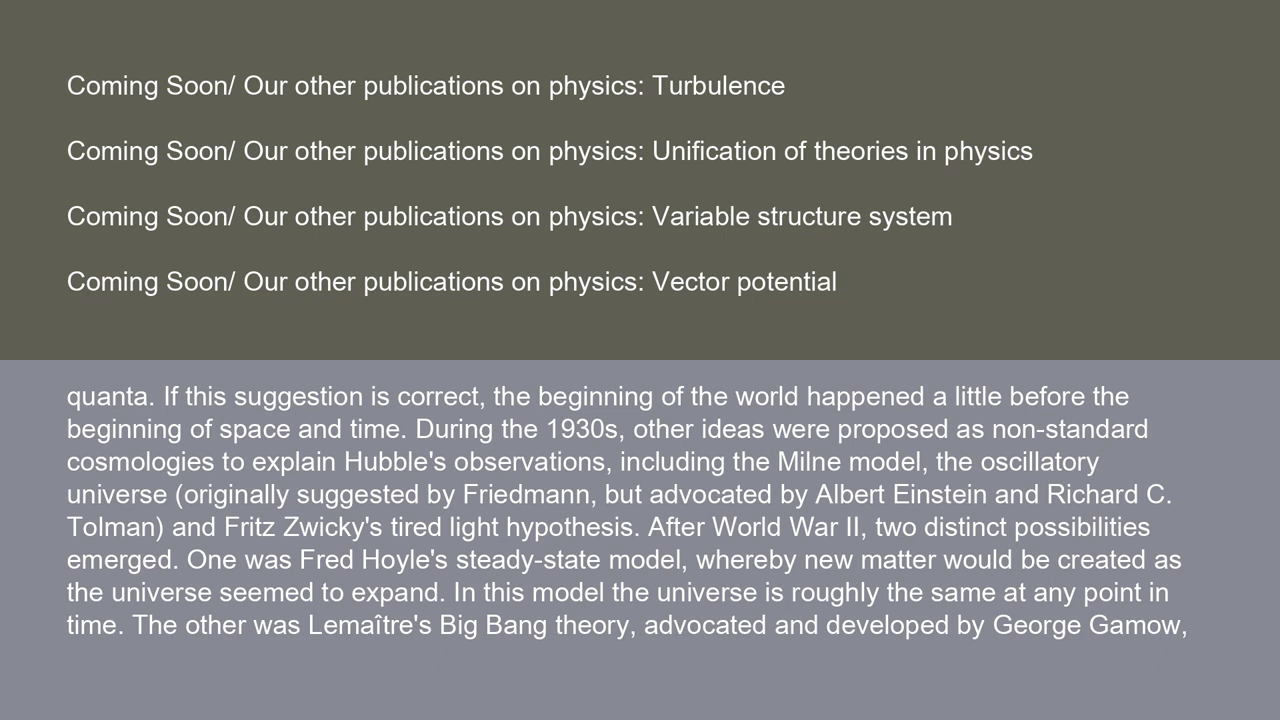 Coming Soon/ Our other publications on physics: Turbulence
Coming Soon/ Our other publications on physics: Unification of theories in physics
Coming Soon/ Our other publications on physics: Variable structure system
Coming Soon/ Our other publications on physics: Vector potential
quanta. If this suggestion is correct, the beginning of the world happened a little before the
beginning of space and time. During the 1930s, other ideas were proposed as non-standard
cosmologies to explain Hubble's observations, including the Milne model, the oscillatory
universe (originally suggested by Friedmann, but advocated by Albert Einstein and Richard C.
Tolman) and Fritz Zwicky's tired light hypothesis. After World War II, two distinct possibilities
emerged. One was Fred Hoyle's steady-state model, whereby new matter would be created as
the universe seemed to expand. In this model the universe is roughly the same at any point in
time. The other was Lemaître's Big Bang theory, advocated and developed by George Gamow,